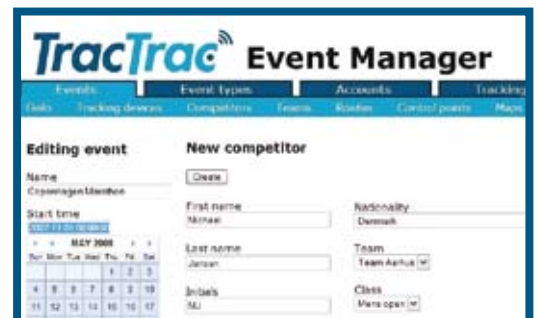 TracTrac Event Manager
Events Event types Accounts Tracking
Tracking devices Competitors Teams Routes Control points Maps
Editing event
Name
Copenhagen Marathon
Start time
MAY 2008
Sun Mon Tue Wed Thu Fri Sat
1 2 3
4 5 6 7 8 9 10
11 12 13 14 15 16 17
New competitor
Create
First name
Michael
Last name
Jensen
Initials
MJ
Nationality
Denmark
Team
Team Aarhus
Class
Mens open